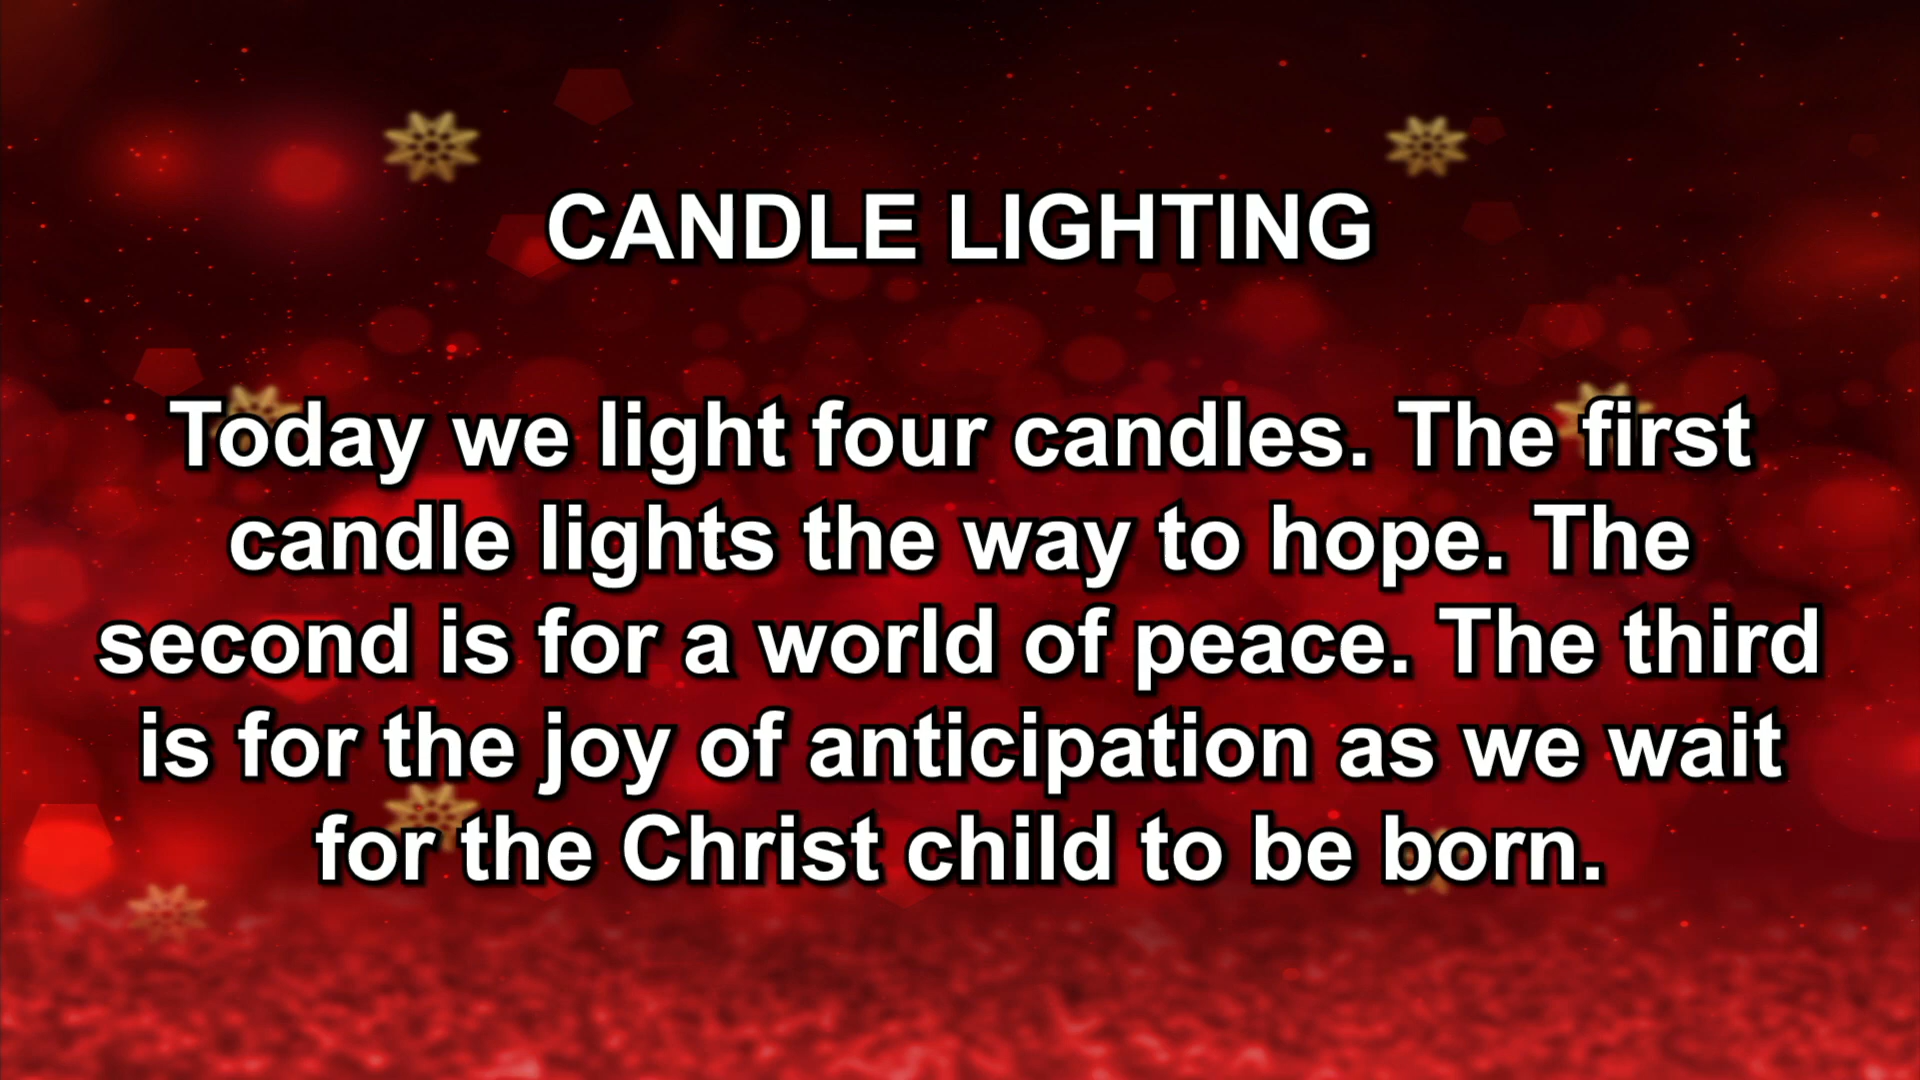 CANDLE LIGHTING
Today we light four candles. The first
candle lights the way to hope. The
second is for a world of peace. The third
is for the joy of anticipation as we wait
for the Christ child to be born.